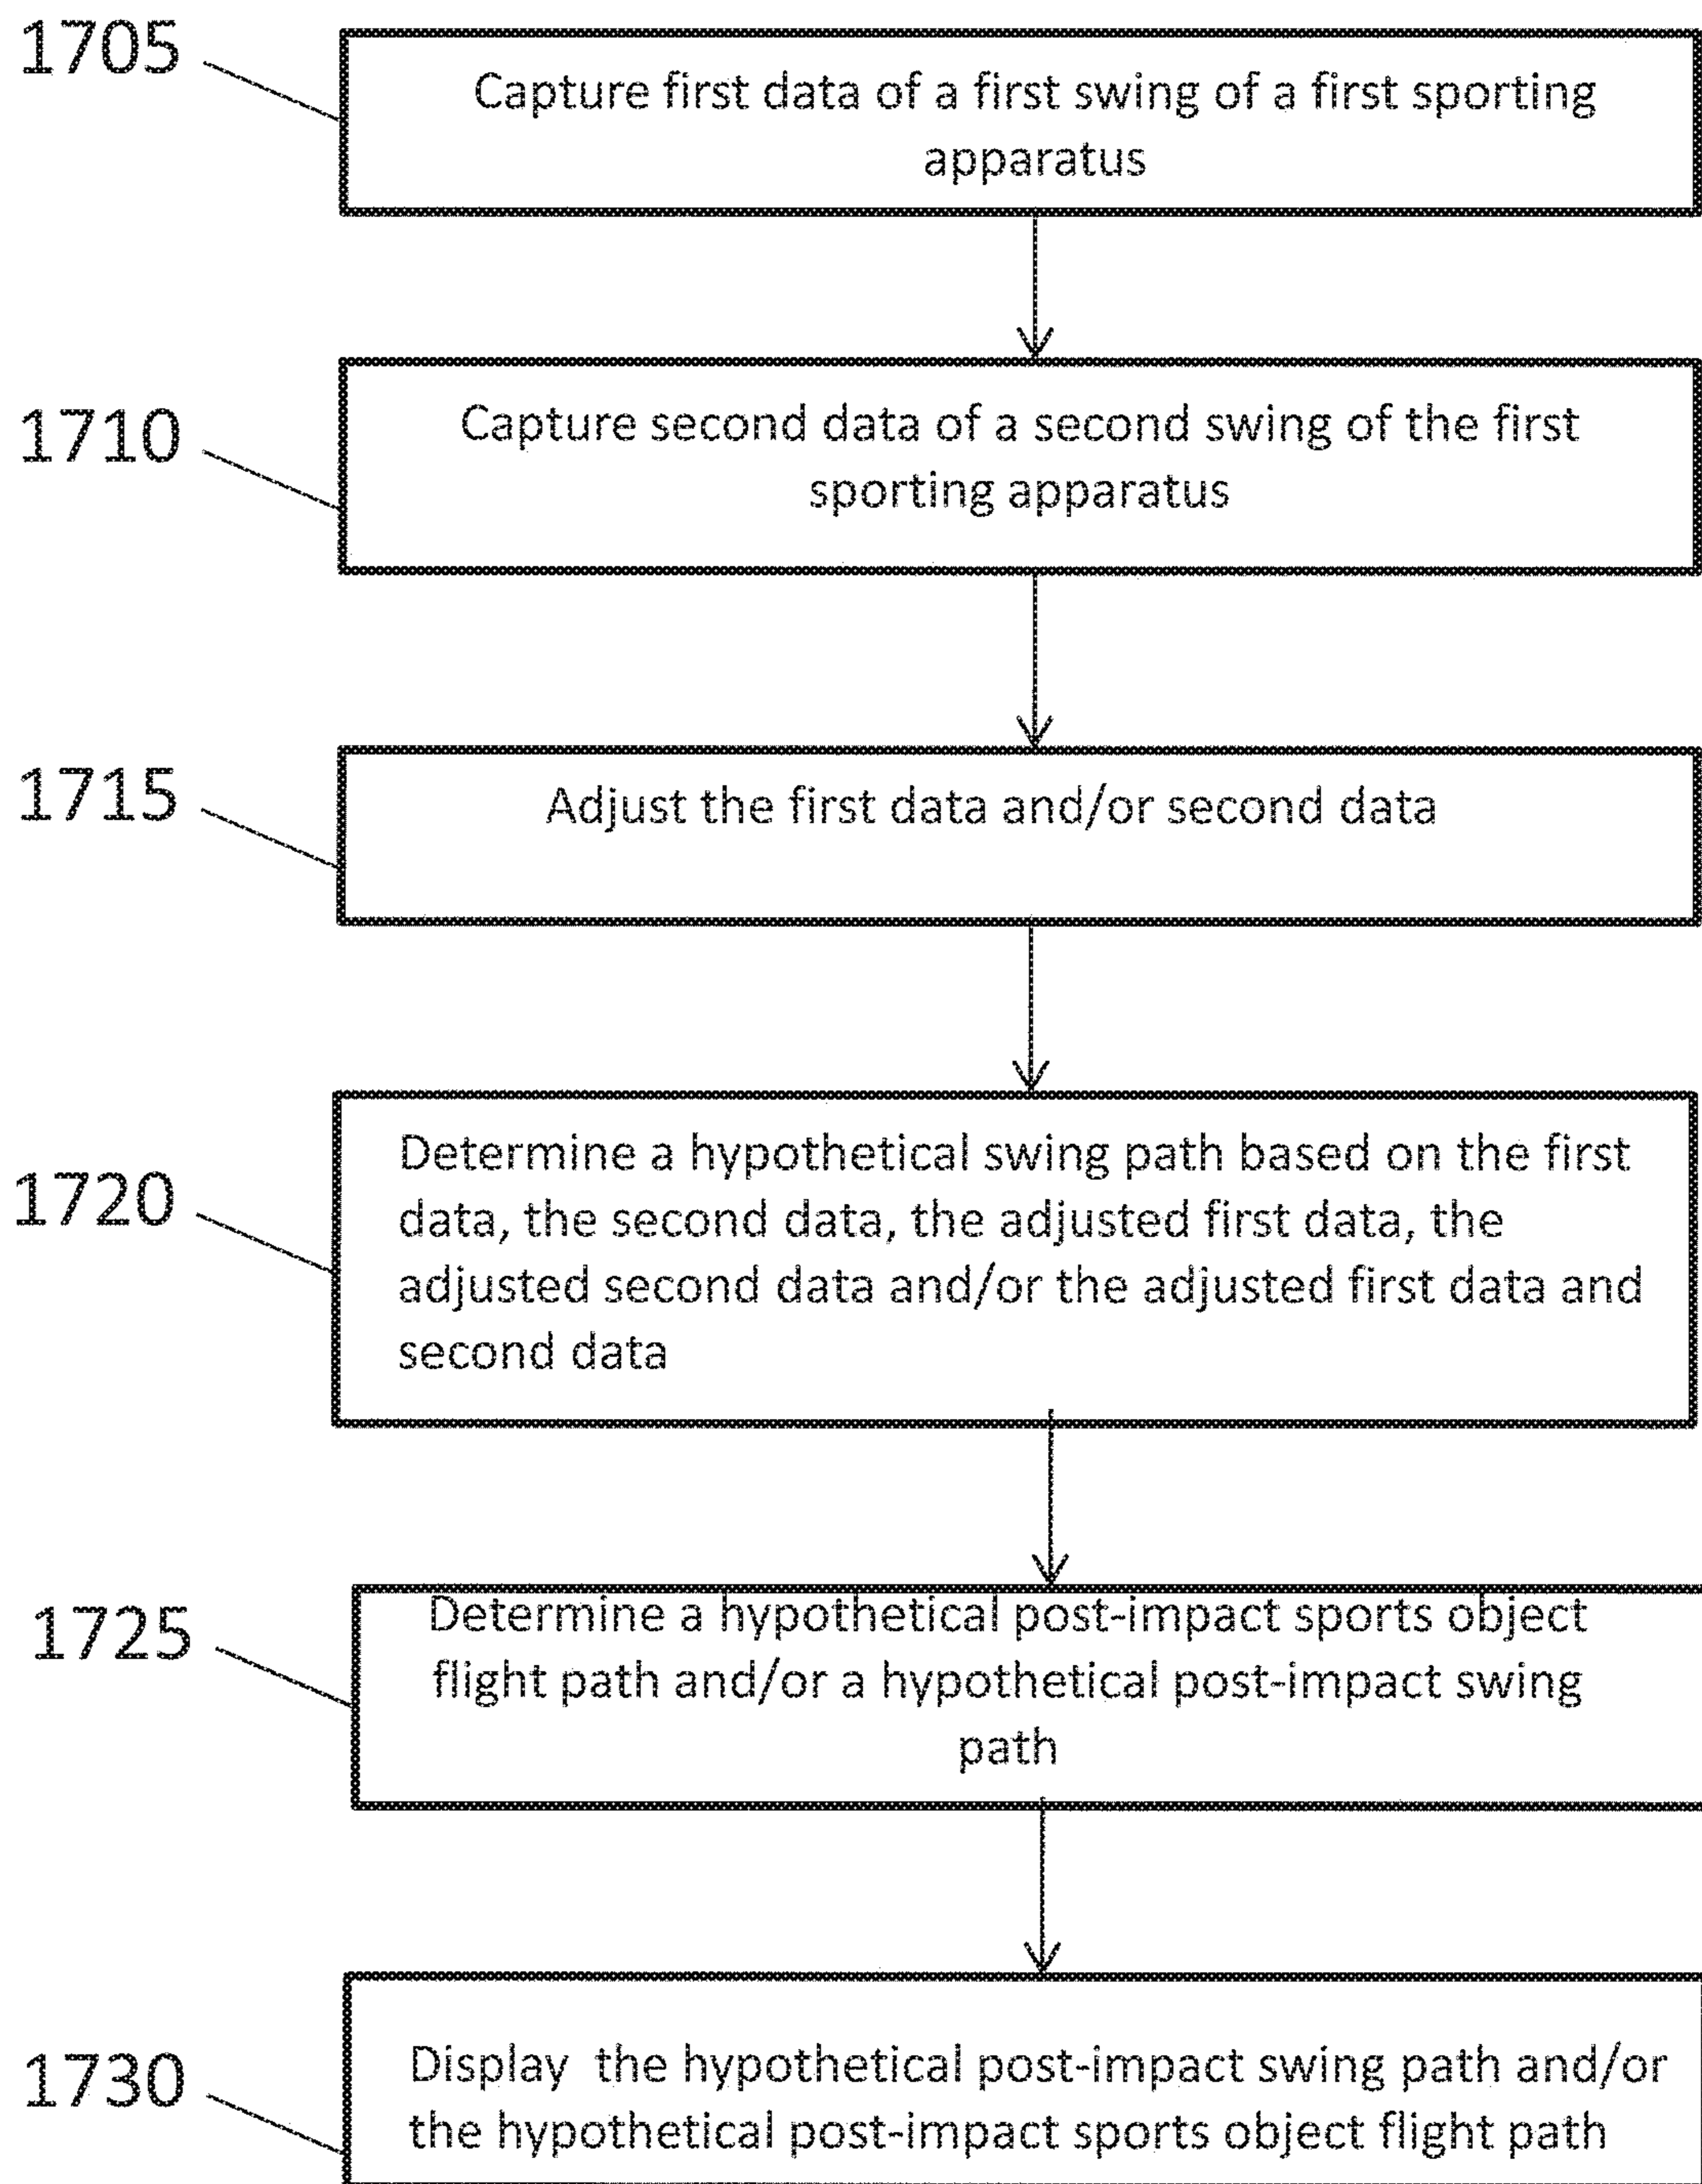 1705
Capture first data of a first swing of a first sporting
apparatus
1710
Capture second data of a second swing of the first
sporting apparatus
1715
Adjust the first data and/or second data
1720
Determine a hypothetical swing path based on the first
data, the second data, the adjusted first data, the
adjusted second data and/or the adjusted first data and
second data
1725
Determine a hypothetical post-impact sports object
flight path and/or a hypothetical post-impact swing
path
1730
Display the hypothetical post-impact swing path and/or
the hypothetical post-impact sports object flight path